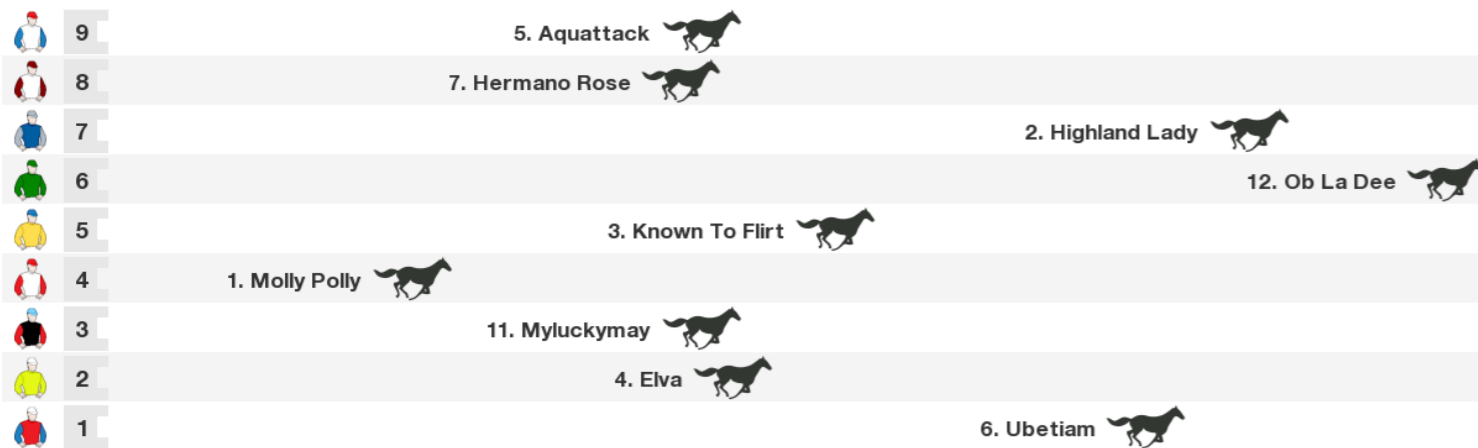 9 5. Aquattack
8 7. Hermano Rose
7 2. Highland Lady
6 12. Ob La Dee
5 3. Known To Flirt
4 1. Molly Polly
3 11. Myluckymay
2 4. Elva
1 6. Ubetiam